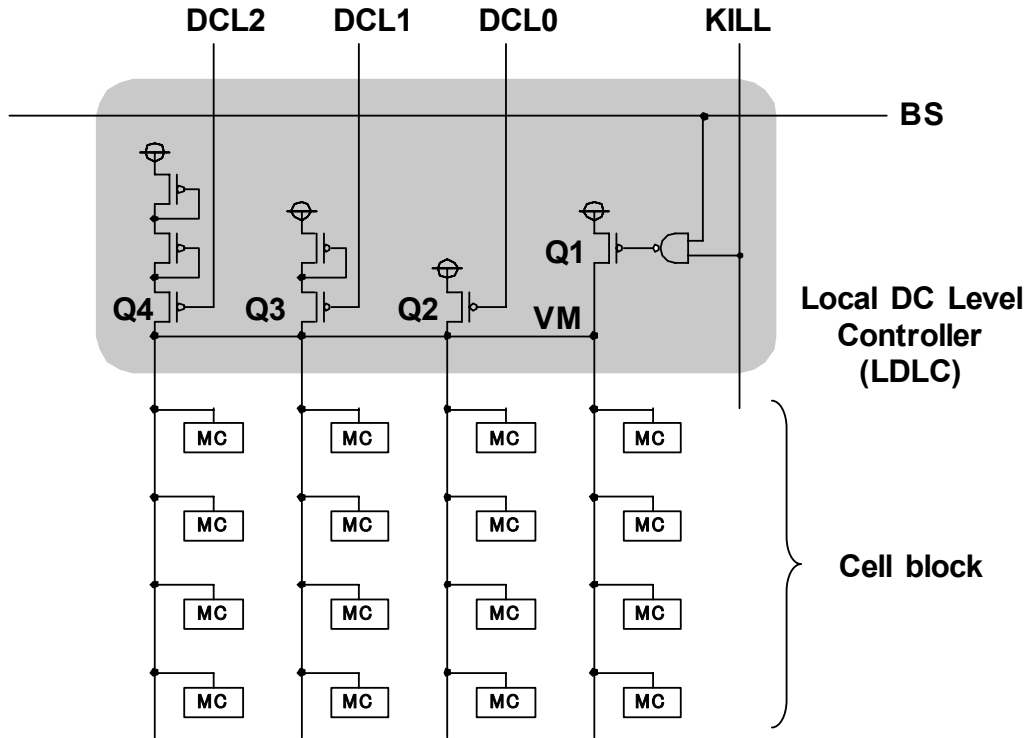 DCL2 DCL1 DCL0 KILL
BS
Q1
Q4 Q3 Q2 VM
Local DC Level
Controller
(LDLC)
MC MC MC MC
MC MC MC MC
Cell block
MC MC MC MC
MC MC MC MC